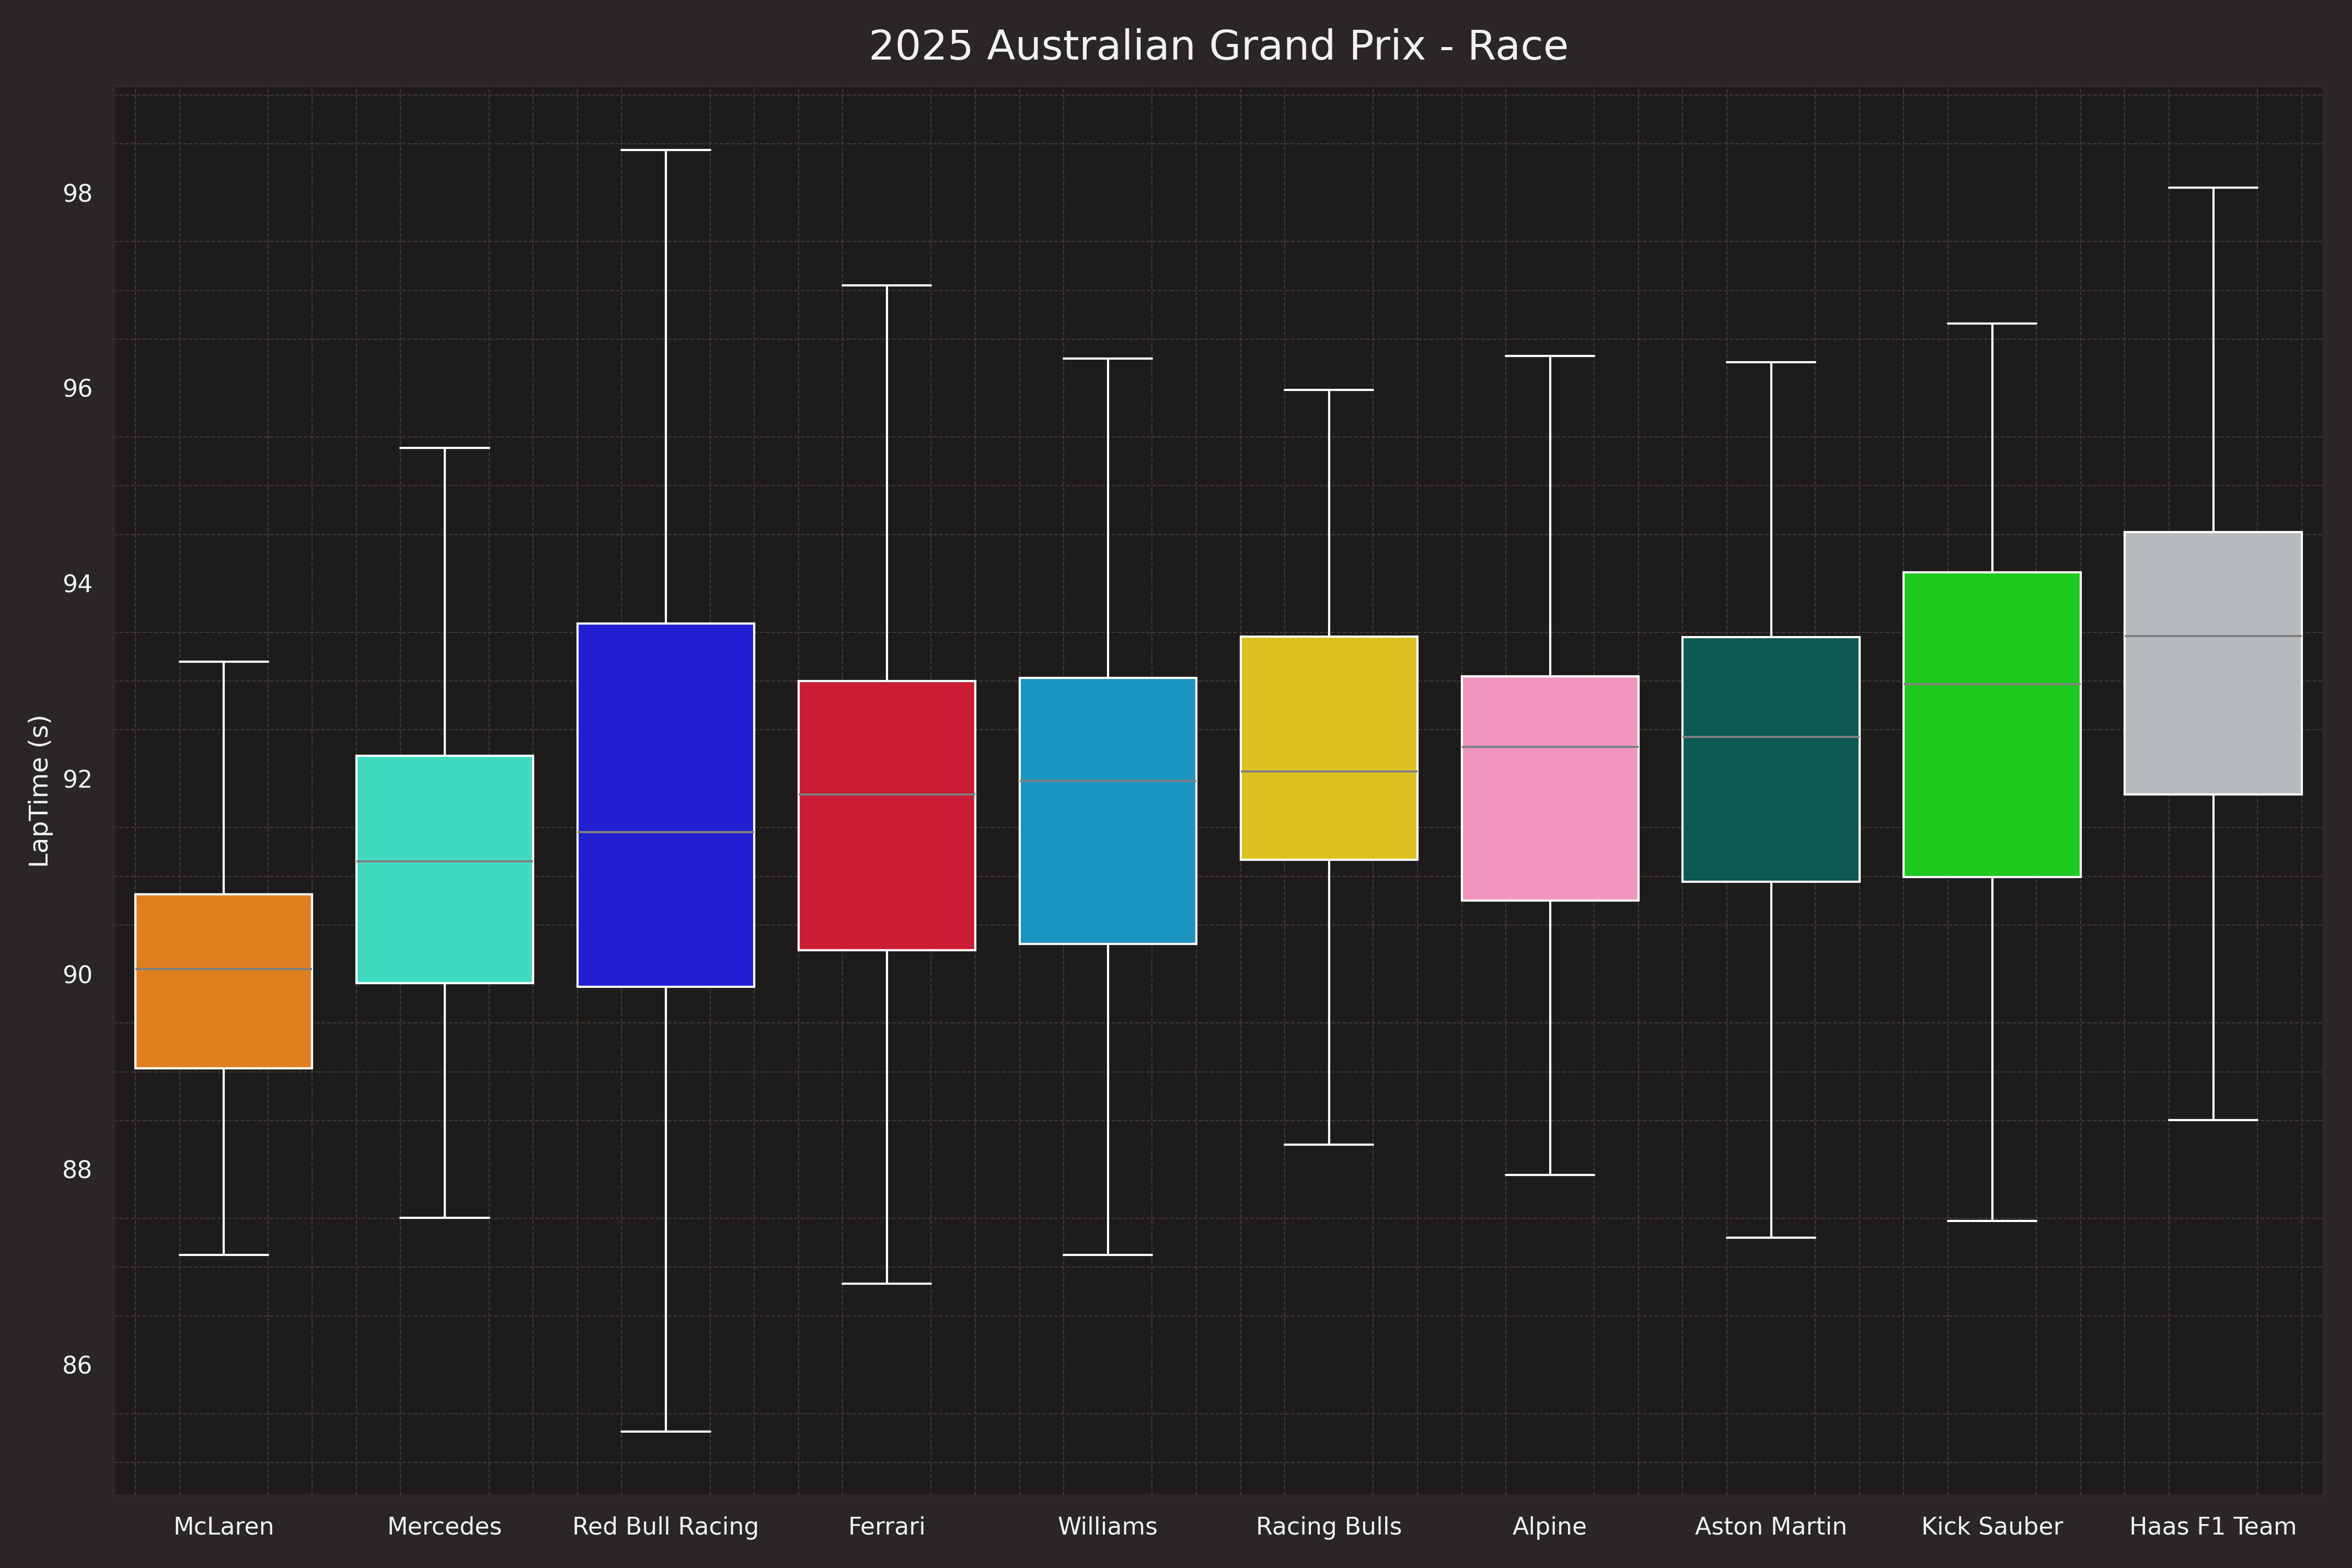 2025 Australian Grand Prix - Race
LapTime (s)
98
96
94
92
90
88
86
McLaren
Mercedes
Red Bull Racing
Ferrari
Williams
Racing Bulls
Alpine
Aston Martin
Kick Sauber
Haas F1 Team